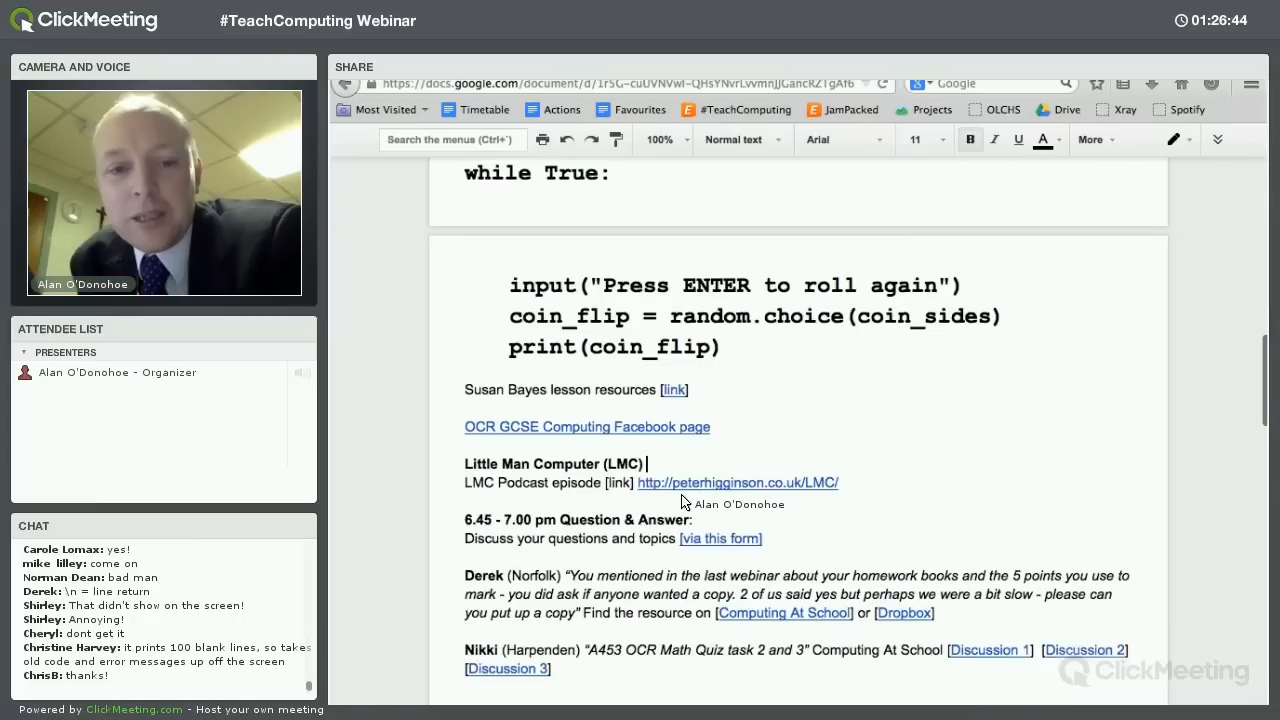 ClickMeeting
#TeachComputing Webinar
01:26:44
CAMERA AND VOICE
Alan O'Donohoe
ATTENDEE LIST
PRESENTERS
Alan O'Donohoe - Organizer
CHAT
Carole Lomax: yes!
mike lilley: come on
Norman Dean: bad man
Derek: \n = line return
Shirley: That didn't show on the screen!
Shirley: Annoying!
Cheryl: dont get it
Christine Harvey: it prints 100 blank lines, so takes
old code and error messages up off the screen
ChrisB: thanks!
Powered by ClickMeeting.com - Host your own meeting
SHARE
Google
Most Visited Timetable Actions Favourites #TeachComputing JamPacked Projects OLCHS Drive Xray Spotify
Search the menus (Ctrl+`) 100% Normal text Arial 11 B I U A More
while True:
input("Press ENTER to roll again")
coin_flip = random.choice(coin_sides)
print(coin_flip)
Susan Bayes lesson resources [link]
OCR GCSE Computing Facebook page
Little Man Computer (LMC)
LMC Podcast episode [link] http://peterhigginson.co.uk/LMC/
Alan O'Donohoe
6.45 - 7.00 pm Question & Answer:
Discuss your questions and topics [via this form]
Derek (Norfolk) “You mentioned in the last webinar about your homework books and the 5 points you use to
mark - you did ask if anyone wanted a copy. 2 of us said yes but perhaps we were a bit slow - please can
you put up a copy” Find the resource on [Computing At School] or [Dropbox]
Nikki (Harpenden) “A453 OCR Math Quiz task 2 and 3” Computing At School [Discussion 1] [Discussion 2]
[Discussion 3]
ClickMeeting